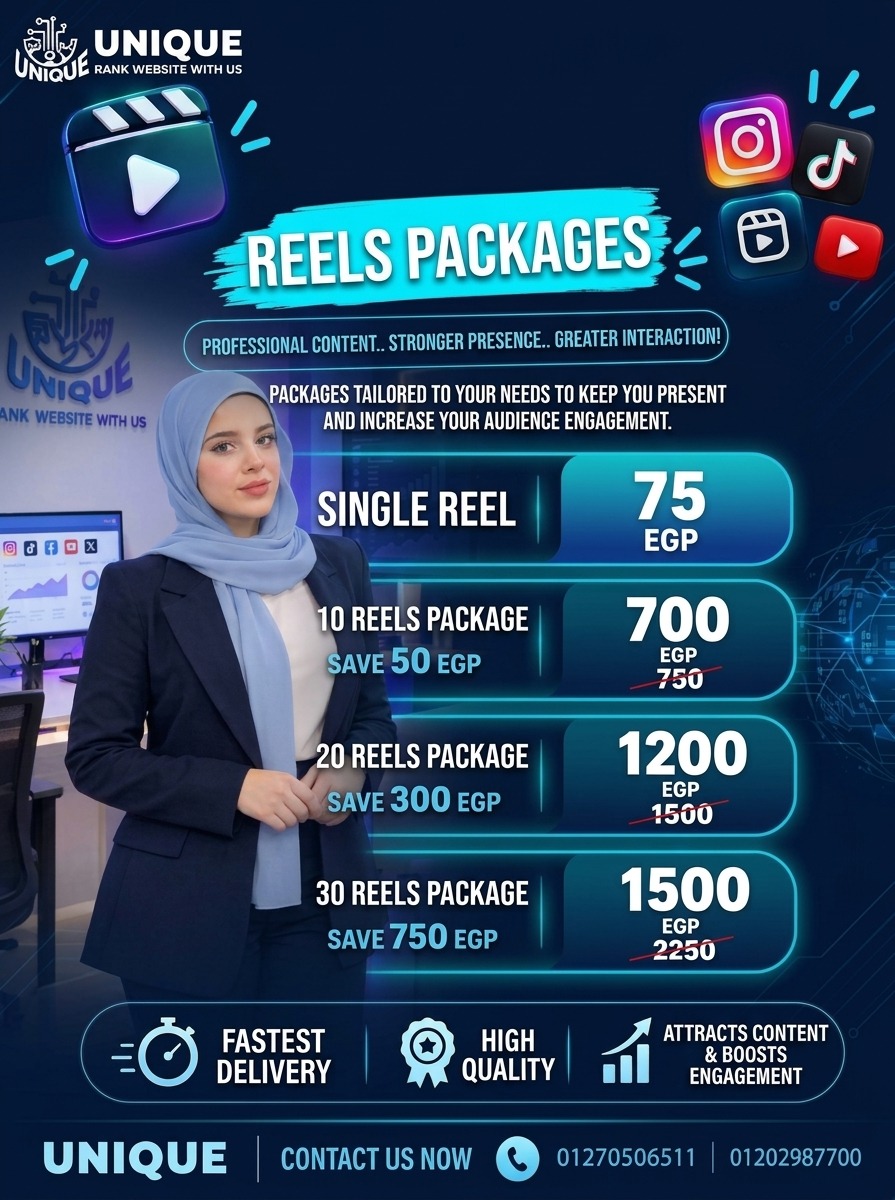 UNIQUE
UNIQUE
RANK WEBSITE WITH US
REELS PACKAGES
PROFESSIONAL CONTENT.. STRONGER PRESENCE.. GREATER INTERACTION!
PACKAGES TAILORED TO YOUR NEEDS TO KEEP YOU PRESENT
AND INCREASE YOUR AUDIENCE ENGAGEMENT.
UNIQUE
ANK WEBSITE WITH US
SINGLE REEL
75
EGP
10 REELS PACKAGE
SAVE 50 EGP
700
EGP
750
20 REELS PACKAGE
SAVE 300 EGP
1200
EGP
1500
30 REELS PACKAGE
SAVE 750 EGP
1500
EGP
2250
FASTEST
DELIVERY
HIGH
QUALITY
ATTRACTS CONTENT
& BOOSTS
ENGAGEMENT
UNIQUE
CONTACT US NOW
01270506511
01202987700